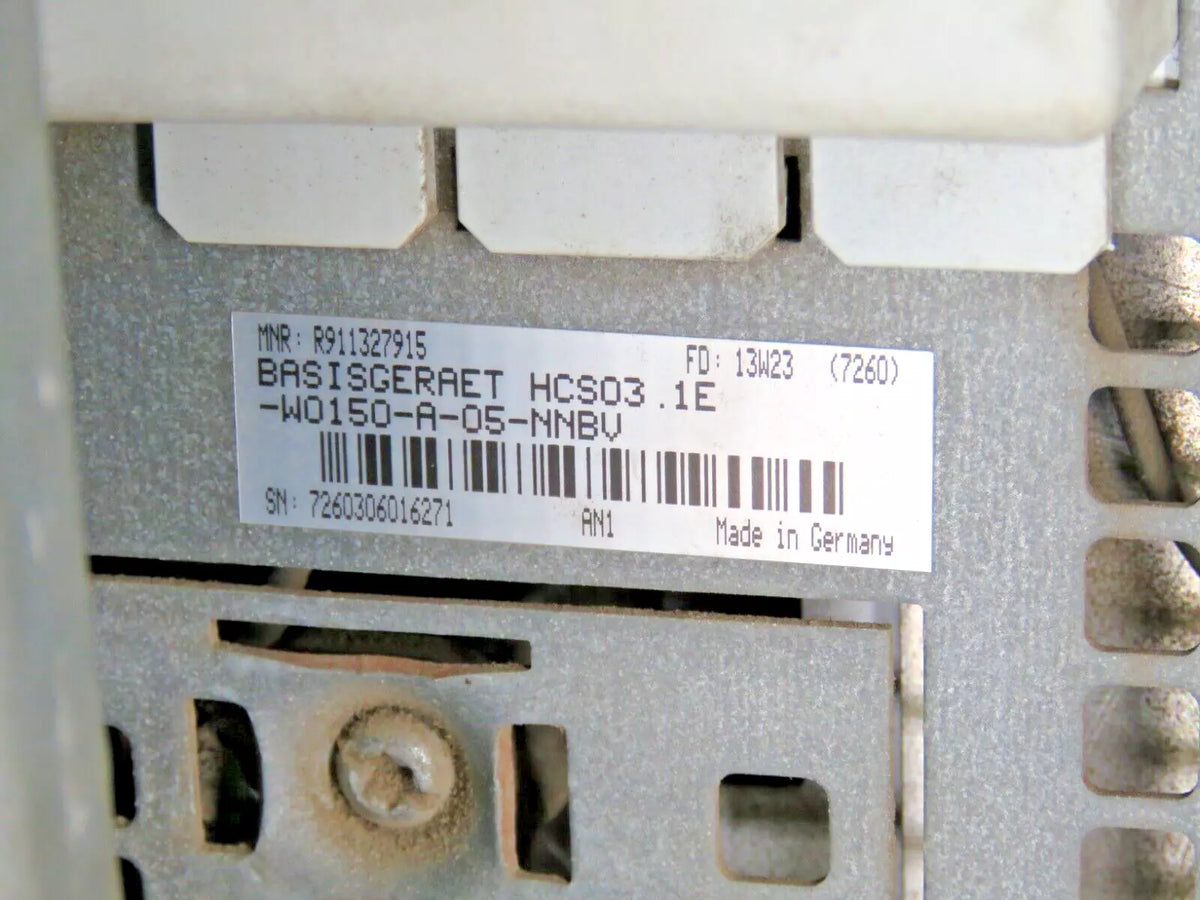 MNR: R911327915 FD: 13W23 (7260)
BASISGERAET HCS03.1E
-W0150-A-05-NNBV
SN: 7260306016271 AN1 Made in Germany